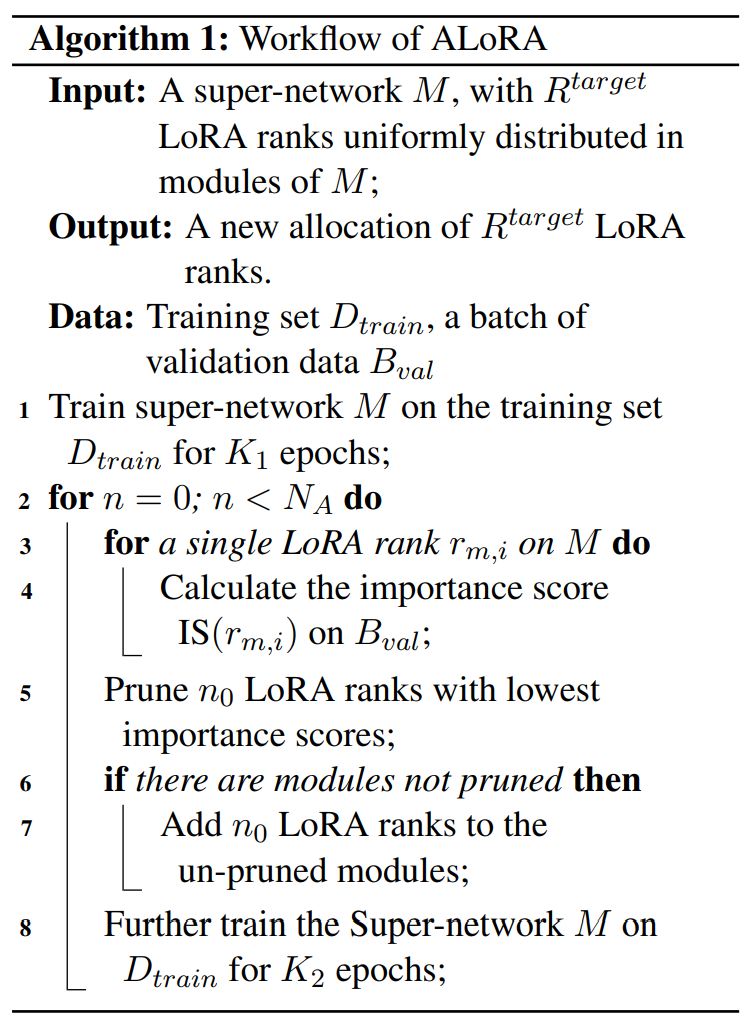 Algorithm 1: Workflow of ALoRA
Input: A super-network M, with R^{target}
LoRA ranks uniformly distributed in
modules of M;
Output: A new allocation of R^{target} LoRA
ranks.
Data: Training set D_{train}, a batch of
validation data B_{val}
1 Train super-network M on the training set
D_{train} for K_1 epochs;
2 for n = 0; n < N_A do
3 for a single LoRA rank r_{m,i} on M do
4 Calculate the importance score
IS(r_{m,i}) on B_{val};
5 Prune n_0 LoRA ranks with lowest
importance scores;
6 if there are modules not pruned then
7 Add n_0 LoRA ranks to the
un-pruned modules;
8 Further train the Super-network M on
D_{train} for K_2 epochs;